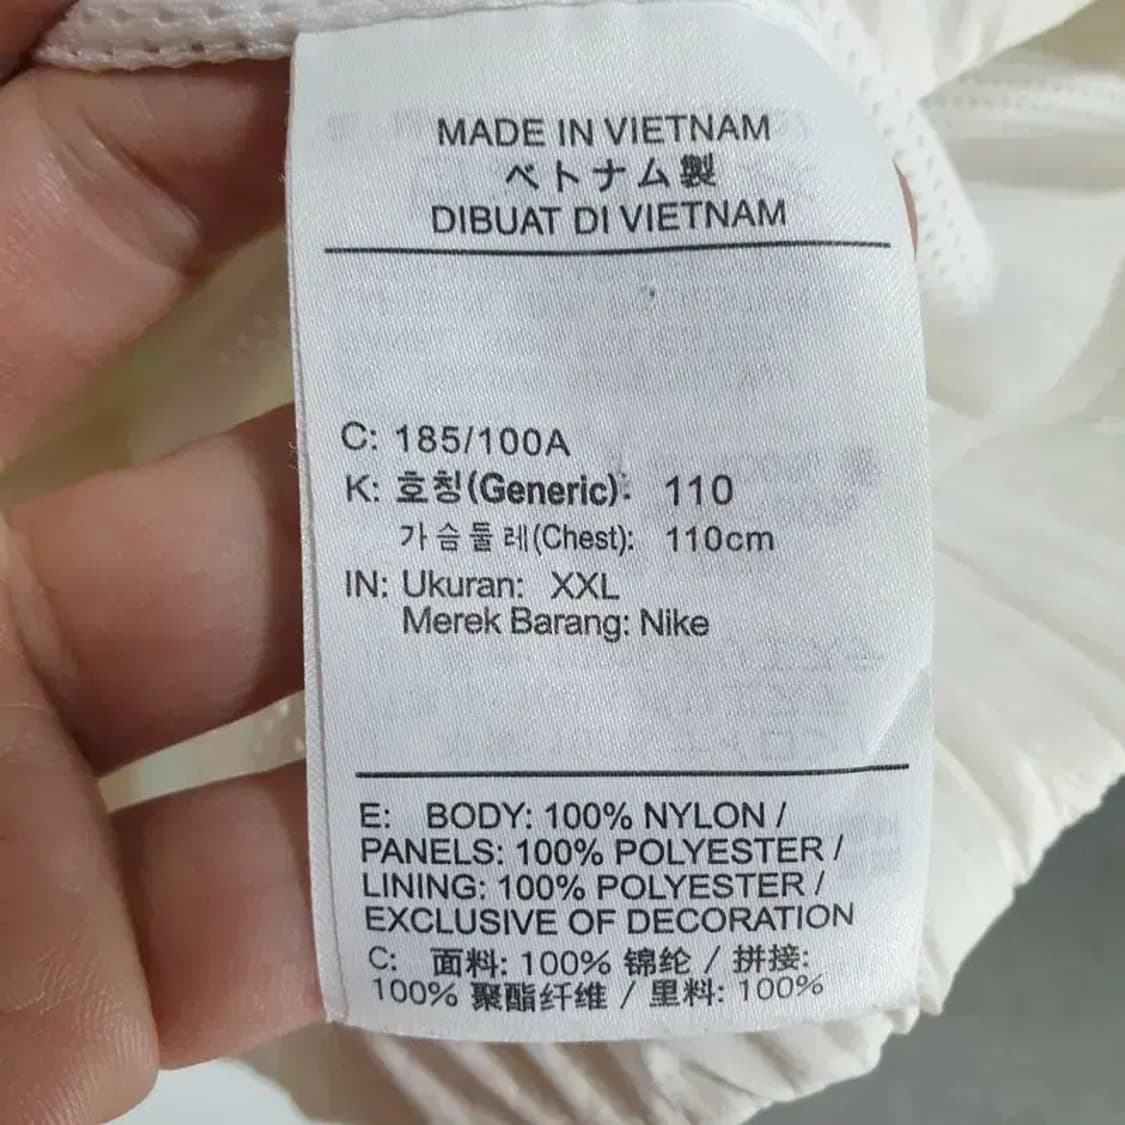 MADE IN VIETNAM
ベトナム製
DIBUAT DI VIETNAM
C: 185/100A
K: 호칭(Generic): 110
가슴둘레(Chest): 110cm
IN: Ukuran: XXL
Merek Barang: Nike
E: BODY: 100% NYLON /
PANELS: 100% POLYESTER /
LINING: 100% POLYESTER /
EXCLUSIVE OF DECORATION
C: 面料: 100% 锦纶 / 拼接:
100% 聚酯纤维 / 里料: 100%